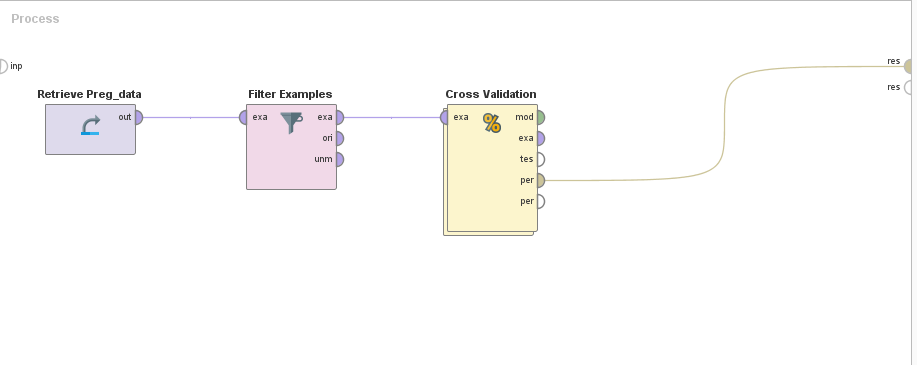 Process
inp
res
res
Retrieve Preg_data
out
Filter Examples
exa
exa
ori
unm
Cross Validation
exa
%
mod
exa
tes
per
per